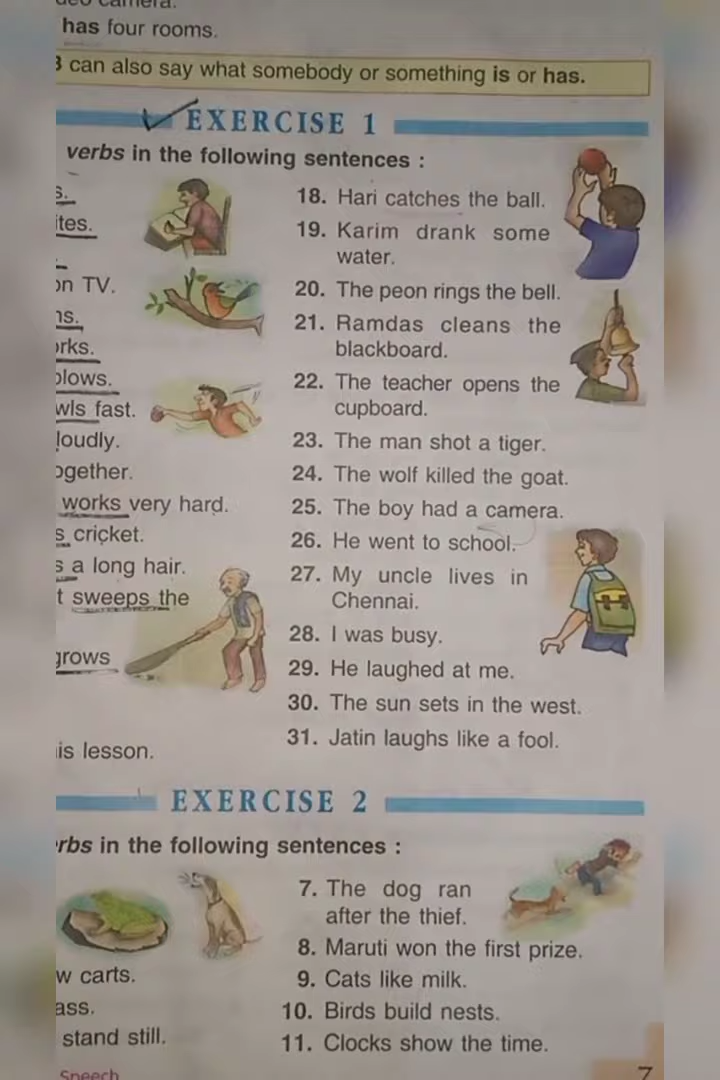 has four rooms.
can also say what somebody or something is or has.
EXERCISE 1
verbs in the following sentences :
on TV.
fast.
loudly.
works very hard.
cricket.
a long hair.
sweeps the
grows
lesson.
18. Hari catches the ball.
19. Karim drank some
water.
20. The peon rings the bell.
21. Ramdas cleans the
blackboard.
22. The teacher opens the
cupboard.
23. The man shot a tiger.
24. The wolf killed the goat.
25. The boy had a camera.
26. He went to school.
27. My uncle lives in
Chennai.
28. I was busy.
29. He laughed at me.
30. The sun sets in the west.
31. Jatin laughs like a fool.
EXERCISE 2
in the following sentences :
carts.
stand still.
7. The dog ran
after the thief.
8. Maruti won the first prize.
9. Cats like milk.
10. Birds build nests.
11. Clocks show the time.
Speech
7